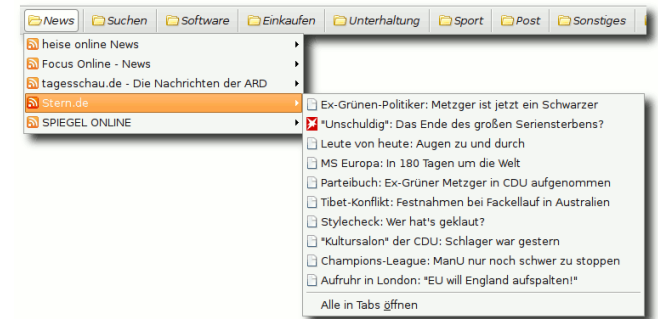 News Suchen Software Einkaufen Unterhaltung Sport Post Sonstiges
heise online News
Focus Online - News
tagesschau.de - Die Nachrichten der ARD
Stern.de
SPIEGEL ONLINE
Ex-Grünen-Politiker: Metzger ist jetzt ein Schwarzer
"Unschuldig": Das Ende des großen Seriensterbens?
Leute von heute: Augen zu und durch
MS Europa: In 180 Tagen um die Welt
Parteibuch: Ex-Grüner Metzger in CDU aufgenommen
Tibet-Konflikt: Festnahmen bei Fackellauf in Australien
Stylecheck: Wer hat's geklaut?
"Kultursalon" der CDU: Schlager war gestern
Champions-League: ManU nur noch schwer zu stoppen
Aufruhr in London: "EU will England aufspalten!"
Alle in Tabs öffnen